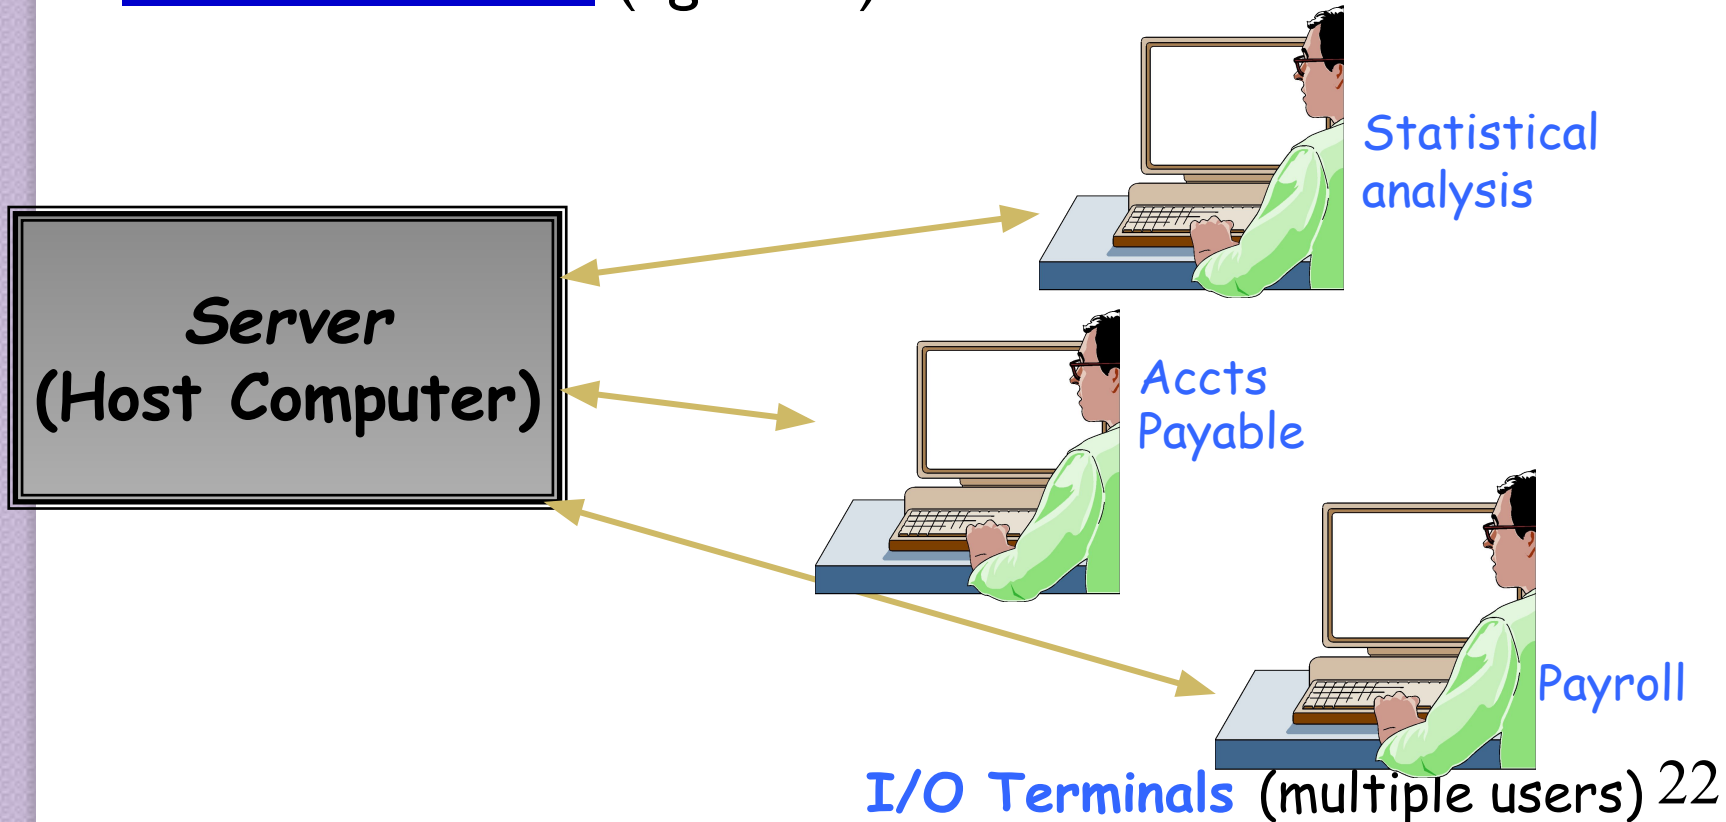 Statistical
analysis
Server
(Host Computer)
Accts
Payable
Payroll
I/O Terminals (multiple users) 22